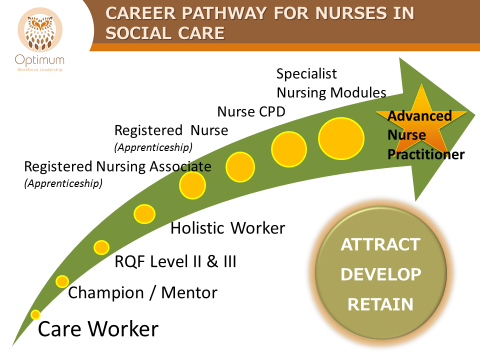 CAREER PATHWAY FOR NURSES IN
SOCIAL CARE
Optimum
Specialist
Nursing Modules
Nurse CPD
Advanced
Nurse
Practitioner
Registered Nurse
(Apprenticeship)
Registered Nursing Associate
(Apprenticeship)
Holistic Worker
RQF Level II & III
Champion / Mentor
Care Worker
ATTRACT
DEVELOP
RETAIN